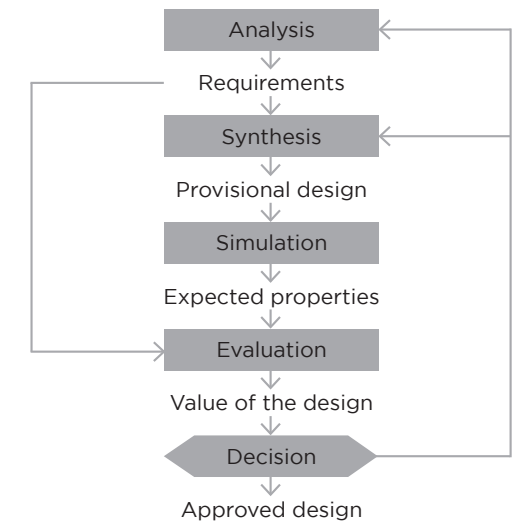 Analysis
Requirements
Synthesis
Provisional design
Simulation
Expected properties
Evaluation
Value of the design
Decision
Approved design